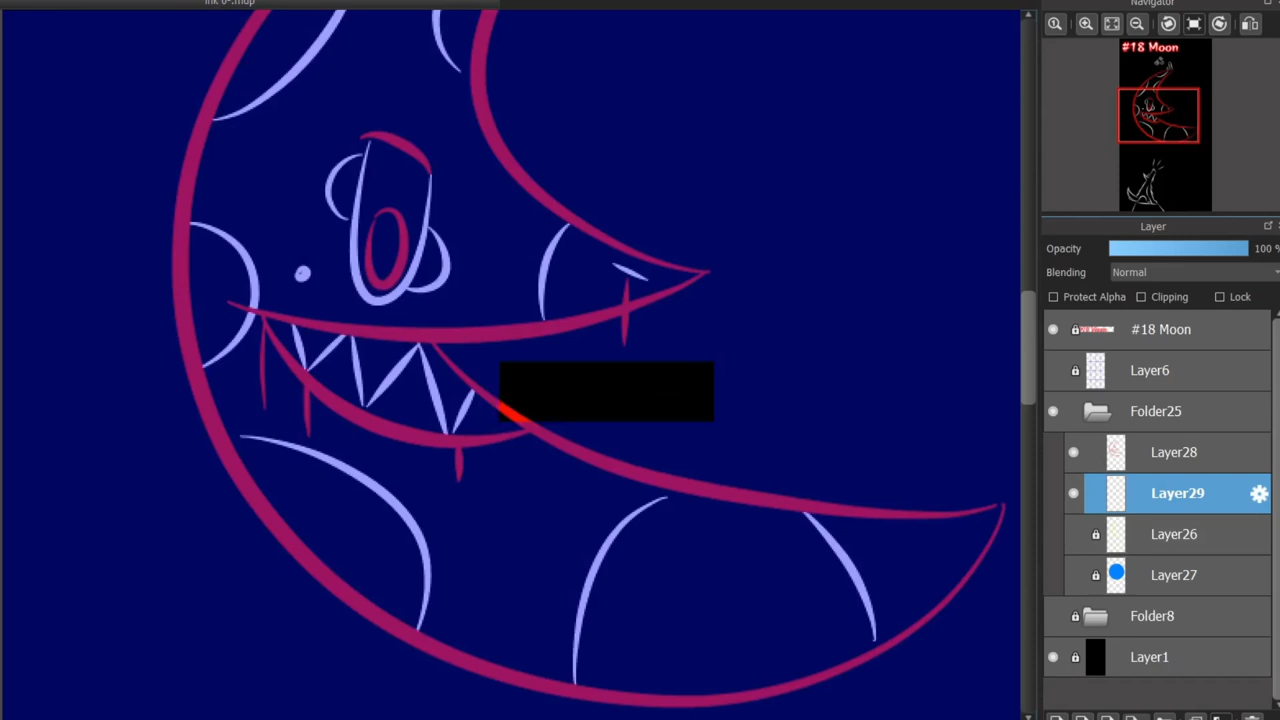 ink 6-.mdp
Navigator
#18 Moon
Layer
Opacity 100 %
Blending Normal
Protect Alpha Clipping Lock
#18 Moon
Layer6
Folder25
Layer28
Layer29
Layer26
Layer27
Folder8
Layer1